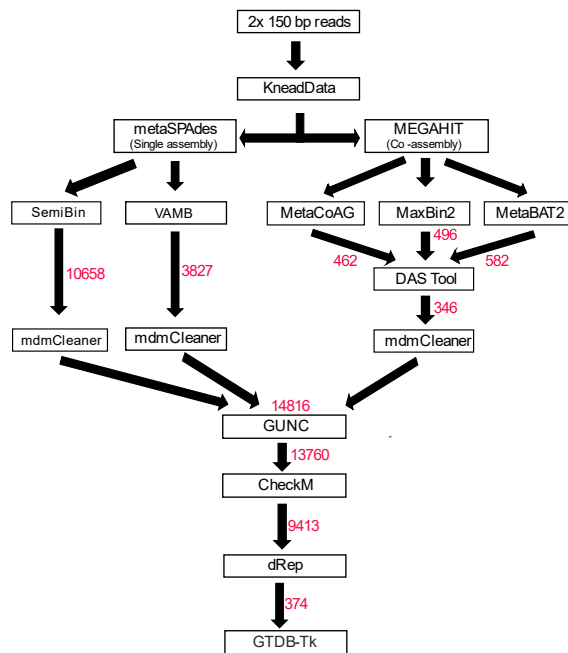 2x 150 bp reads
KneadData
metaSPAdes
(Single assembly)
MEGAHIT
(Co -assembly)
SemiBin
VAMB
MetaCoAG
MaxBin2
MetaBAT2
496
462
582
10658
3827
DAS Tool
346
mdmCleaner
mdmCleaner
mdmCleaner
14816
GUNC
13760
CheckM
9413
dRep
374
GTDB-Tk